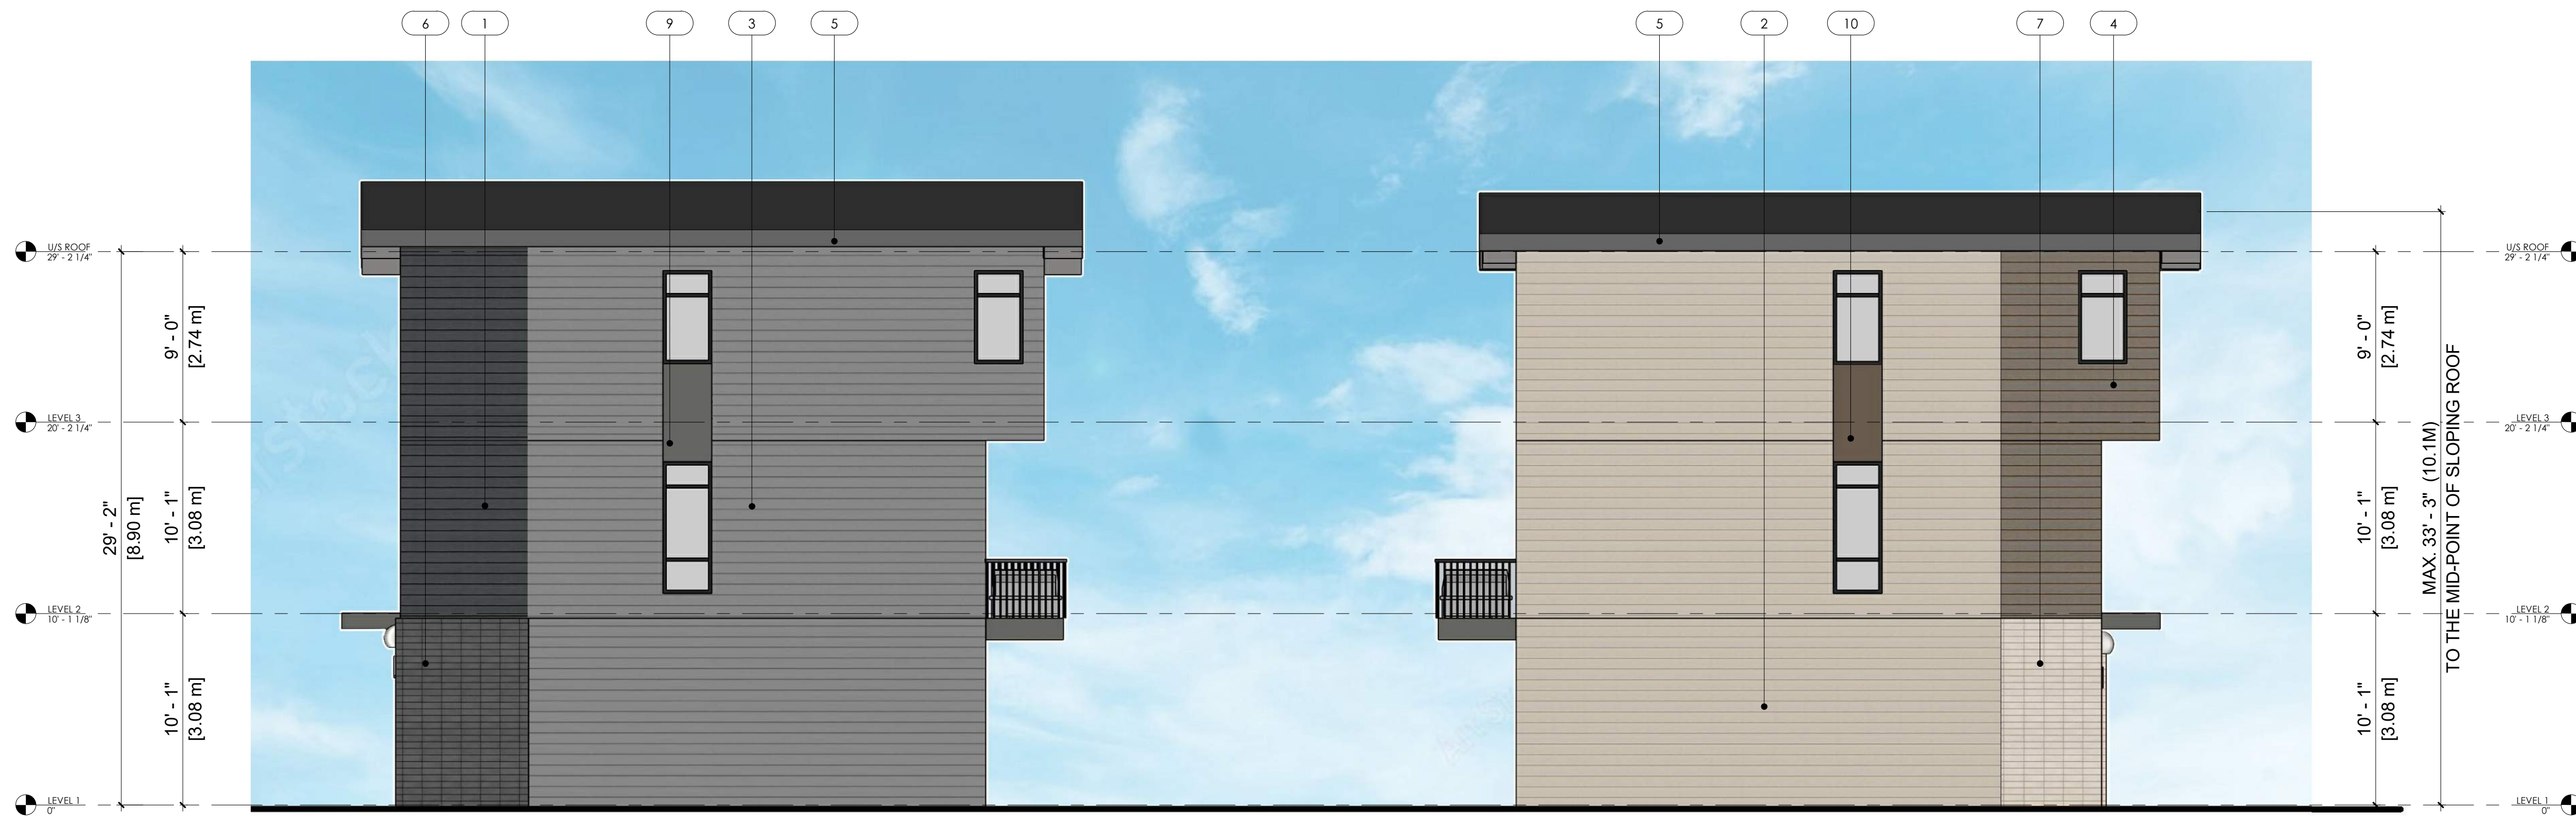 6 1 9 3 5 5 2 10 7 4
U/S ROOF
29' - 2 1/4"
LEVEL 3
20' - 2 1/4"
LEVEL 2
10' - 1 1/8"
LEVEL 1
0"
29' - 2"
[8.90 m]
9' - 0"
[2.74 m]
10' - 1"
[3.08 m]
10' - 1"
[3.08 m]
9' - 0"
[2.74 m]
10' - 1"
[3.08 m]
10' - 1"
[3.08 m]
MAX. 33' - 3" (10.1M)
TO THE MID-POINT OF SLOPING ROOF
U/S ROOF
29' - 2 1/4"
LEVEL 3
20' - 2 1/4"
LEVEL 2
10' - 1 1/8"
LEVEL 1
0"